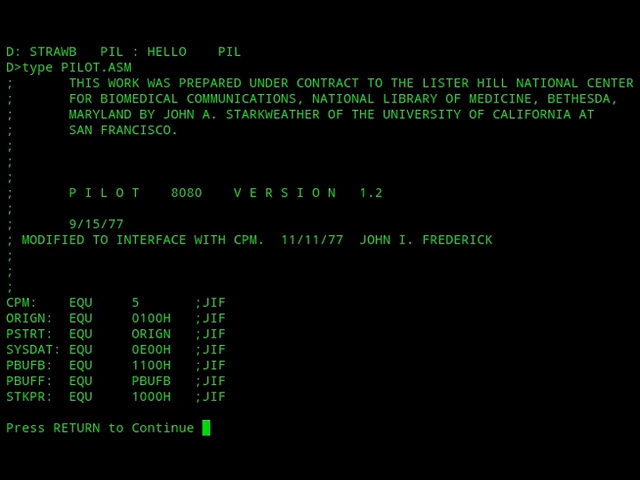 D: STRAWB   PIL : HELLO    PIL
D>type PILOT.ASM
;       THIS WORK WAS PREPARED UNDER CONTRACT TO THE LISTER HILL NATIONAL CENTER
;       FOR BIOMEDICAL COMMUNICATIONS, NATIONAL LIBRARY OF MEDICINE, BETHESDA,
;       MARYLAND BY JOHN A. STARKWEATHER OF THE UNIVERSITY OF CALIFORNIA AT
;       SAN FRANCISCO.
;
;
;
;       P I L O T    8080    V E R S I O N   1.2
;
;       9/15/77
; MODIFIED TO INTERFACE WITH CPM.  11/11/77  JOHN I. FREDERICK
;
;
;
CPM:    EQU     5       ;JIF
ORIGN:  EQU     0100H   ;JIF
PSTRT:  EQU     ORIGN   ;JIF
SYSDAT: EQU     0E00H   ;JIF
PBUFB:  EQU     1100H   ;JIF
PBUFF:  EQU     PBUFB   ;JIF
STKPR:  EQU     1000H   ;JIF
Press RETURN to Continue